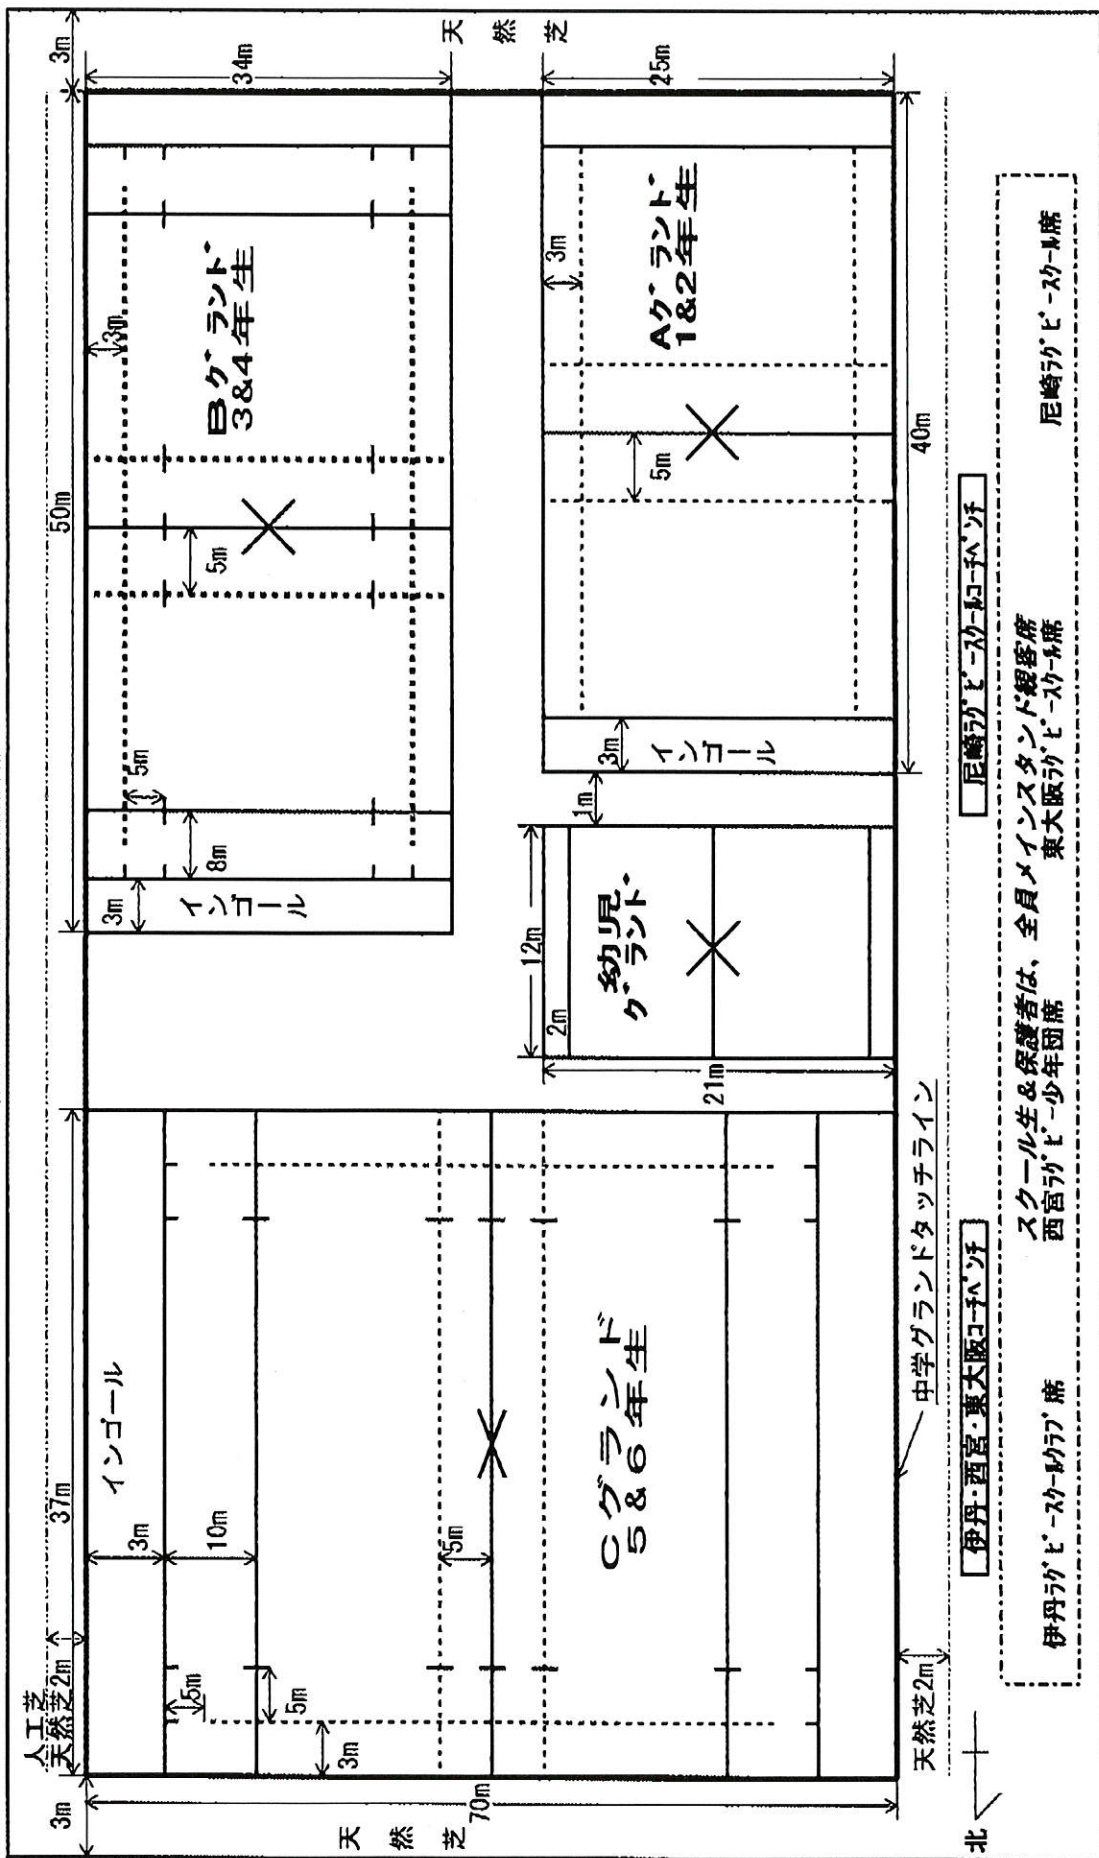 人工芝
天然芝2m
3m
37m
50m
3m
インゴール
3m
10m
5m
5m
5m
3m
70m
天然芝
Cグランド
5&6年生
3m
インゴール
8m
5m
5m
3m
Bグランド
3&4年生
34m
天然芝
12m
2m
幼児
グランド
21m
1m
3m
インゴール
5m
3m
Aグランド
1&2年生
25m
40m
天然芝2m
中学グランドタッチライン
北
伊丹・西宮・東大阪コーチベンチ
尼崎ラグビースクールコーチベンチ
スクール生&保護者は、全員メインスタンド観客席
伊丹ラグビースクールクラブ席
西宮ラグビー少年団席
東大阪ラグビースクール席
尼崎ラグビースクール席